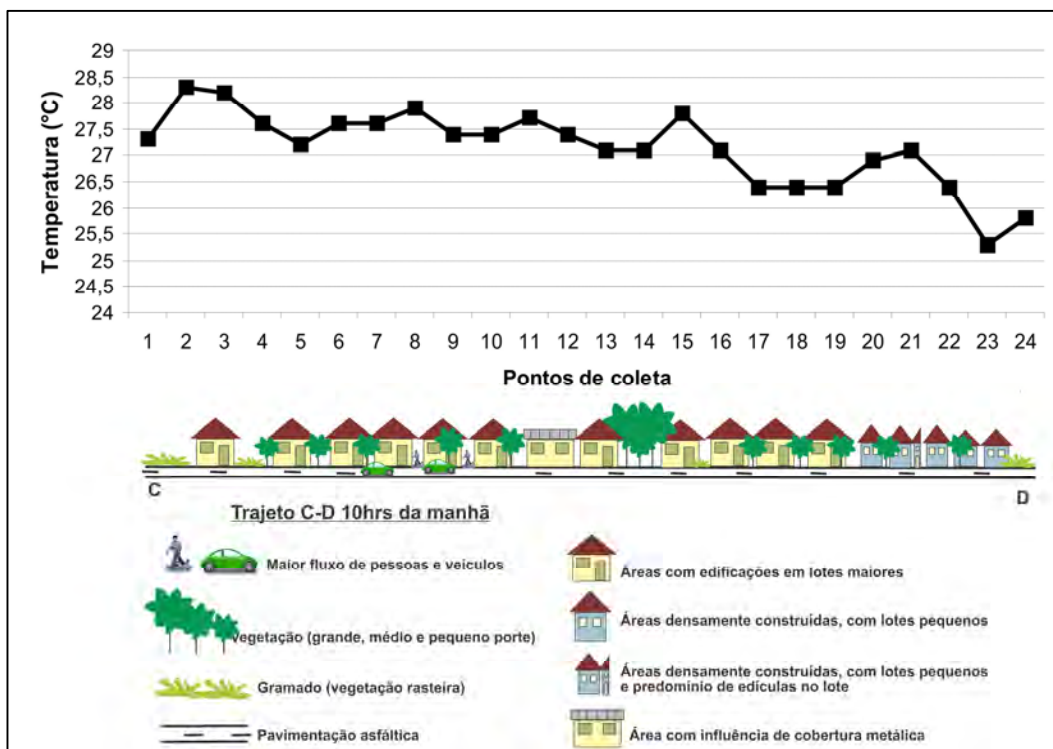 29
28,5
28
27,5
27
26,5
26
25,5
25
24,5
24
Temperatura (°C)
1 2 3 4 5 6 7 8 9 10 11 12 13 14 15 16 17 18 19 20 21 22 23 24
Pontos de coleta
C D
Trajeto C-D 10hrs da manhã
Maior fluxo de pessoas e veículos
Vegetação (grande, médio e pequeno porte)
Gramado (vegetação rasteira)
Pavimentação asfáltica
Áreas com edificações em lotes maiores
Áreas densamente construídas, com lotes pequenos
Áreas densamente construídas, com lotes pequenos
e predomínio de edículas no lote
Área com influência de cobertura metálica